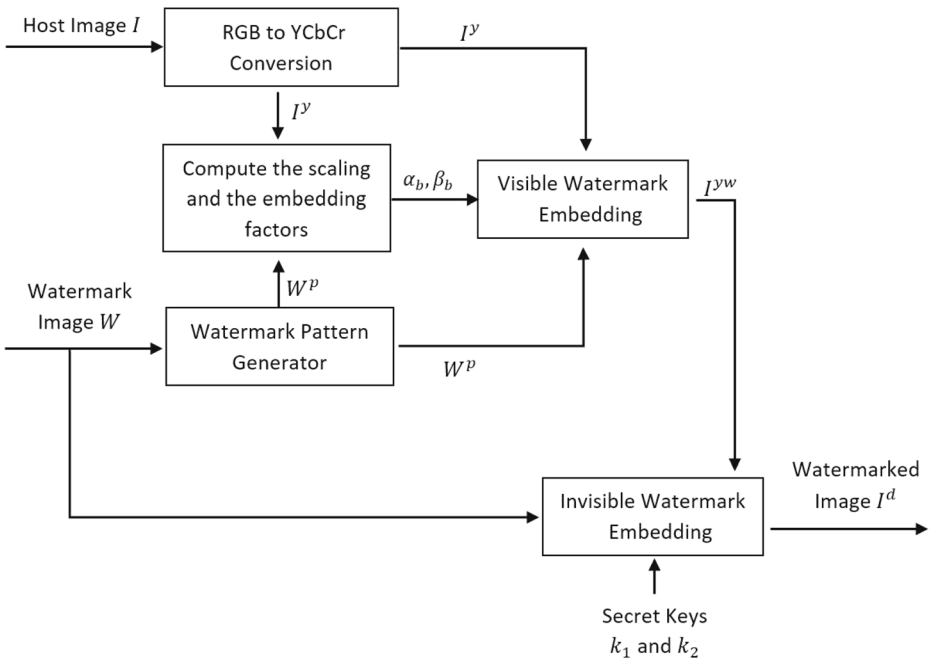 Host Image I
RGB to YCbCr
Conversion
I^y
I^y
Compute the scaling
and the embedding
factors
α_b, β_b
Visible Watermark
Embedding
I^{yw}
W^p
Watermark
Image W
Watermark Pattern
Generator
W^p
Invisible Watermark
Embedding
Watermarked
Image I^d
Secret Keys
k_1 and k_2